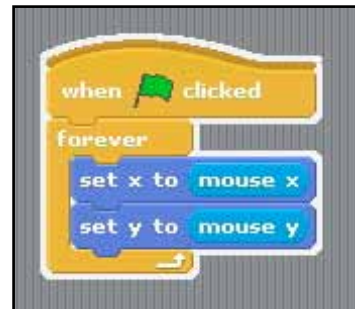 when clicked
forever
set x to mouse x
set y to mouse y